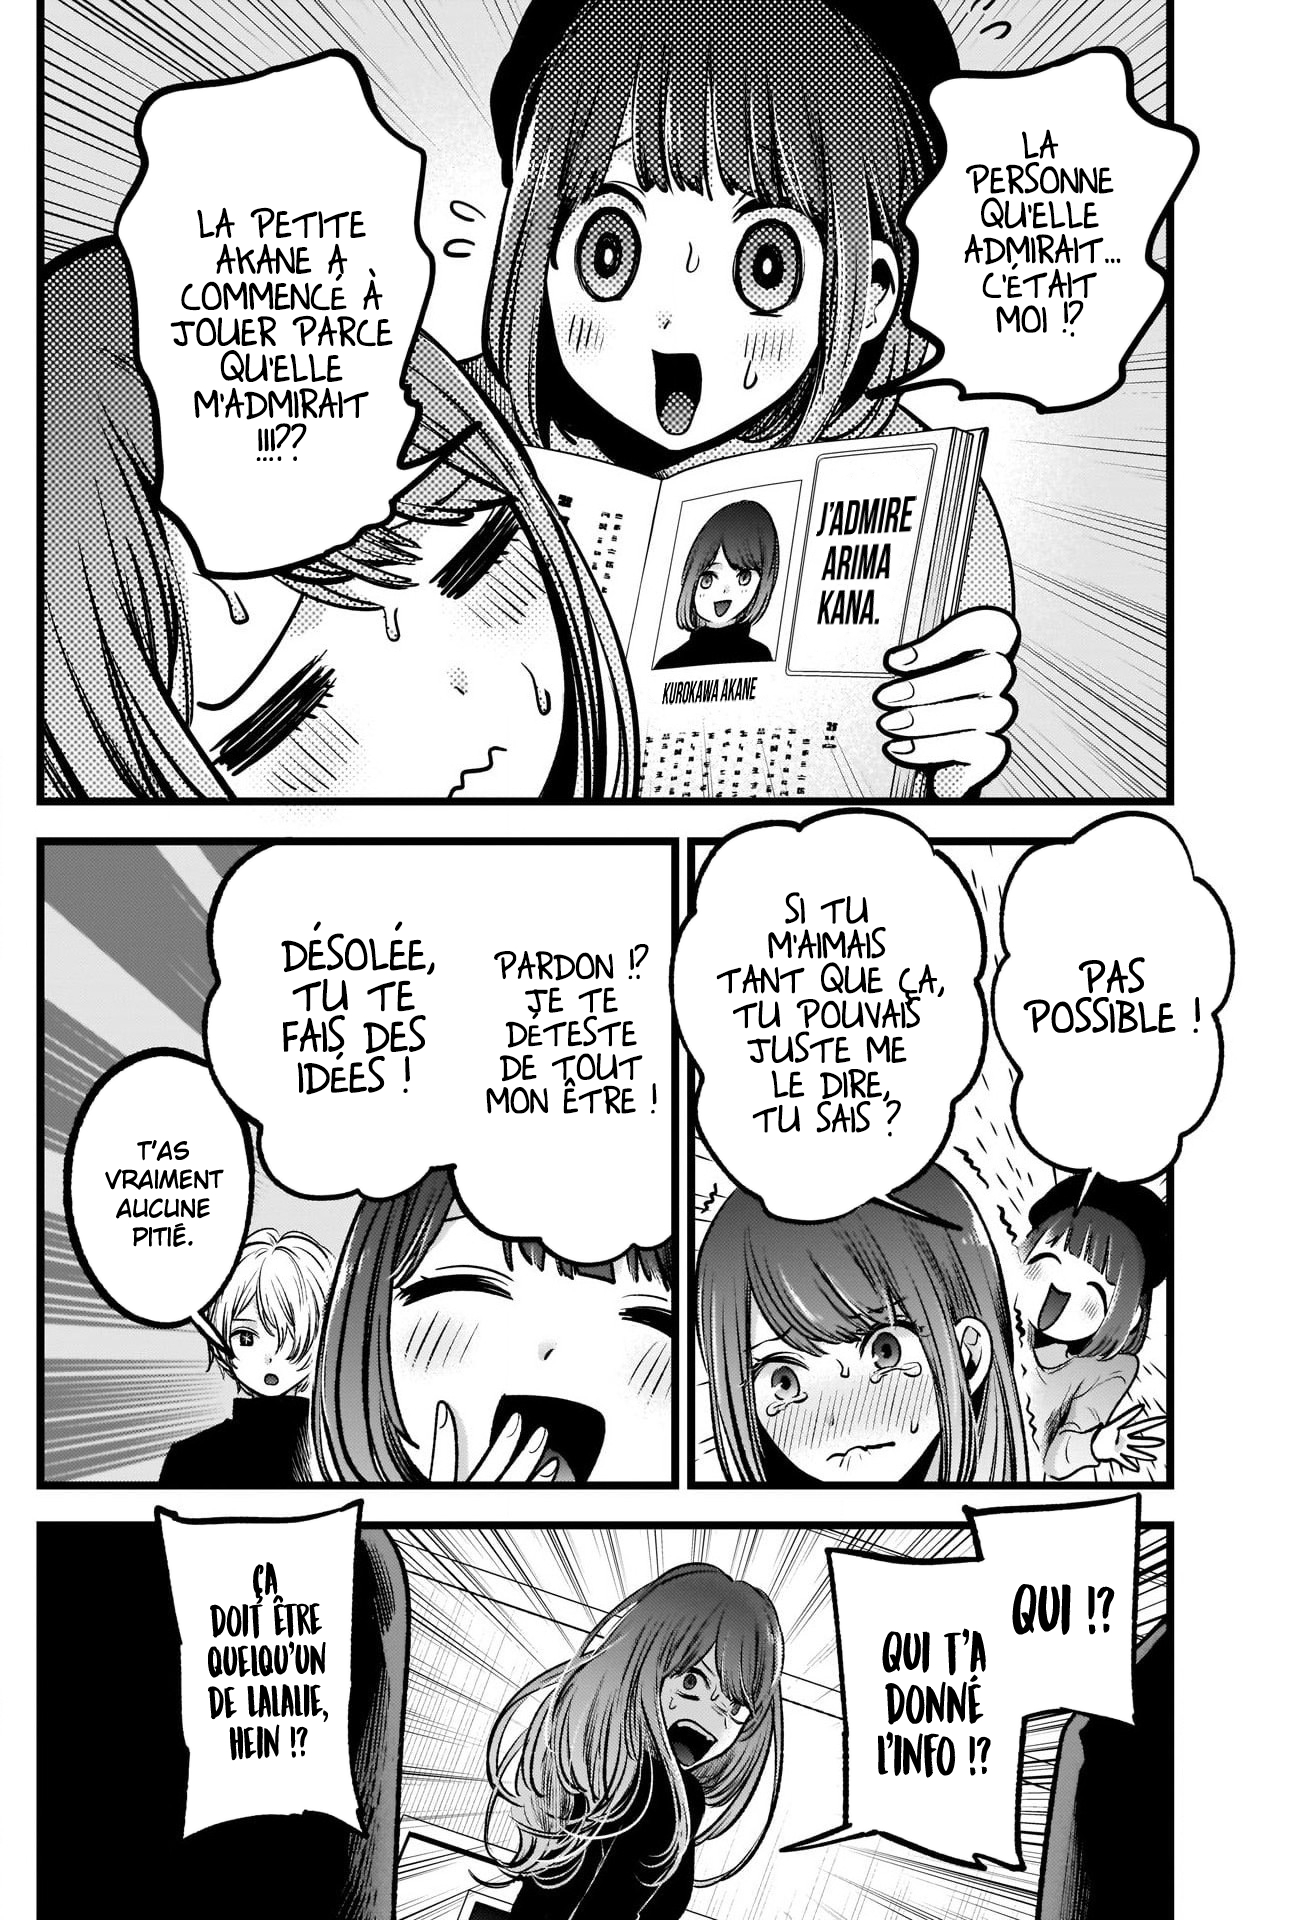 LA
PERSONNE
QU'ELLE
ADMIRAIT...
C'ÉTAIT
MOI !?
LA PETITE
AKANE A
COMMENCÉ À
JOUER PARCE
QU'ELLE
M'ADMIRAIT
!!!??
J'ADMIRE
ARIMA
KANA.
KUROKAWA AKANE
PAS
POSSIBLE !
SI TU
M'AIMAIS
TANT QUE ÇA,
TU POUVAIS
JUSTE ME
LE DIRE,
TU SAIS ?
PARDON !?
JE TE
DÉTESTE
DE TOUT
MON ÊTRE !
DÉSOLÉE,
TU TE
FAIS DES
IDÉES !
T'AS
VRAIMENT
AUCUNE
PITIÉ.
QUI !?
QUI T'A
DONNÉ
L'INFO !?
ÇA
DOIT ÊTRE
QUELQU'UN
DE LALALIE,
HEIN !?